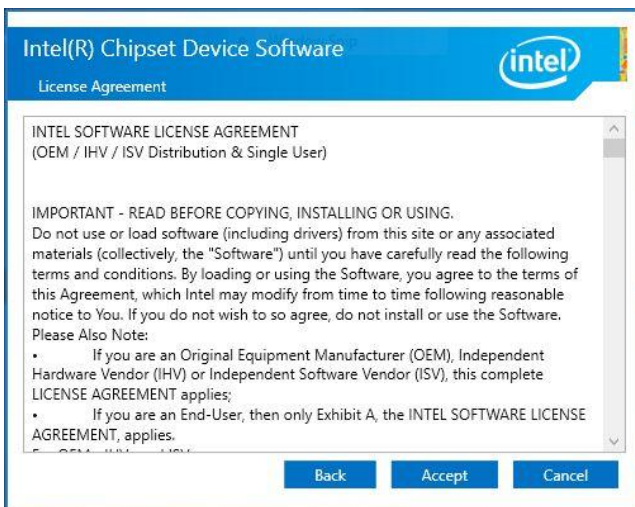 Intel(R) Chipset Device Software
intel
License Agreement
INTEL SOFTWARE LICENSE AGREEMENT
(OEM / IHV / ISV Distribution & Single User)
IMPORTANT - READ BEFORE COPYING, INSTALLING OR USING.
Do not use or load software (including drivers) from this site or any associated
materials (collectively, the "Software") until you have carefully read the following
terms and conditions. By loading or using the Software, you agree to the terms of
this Agreement, which Intel may modify from time to time following reasonable
notice to You. If you do not wish to so agree, do not install or use the Software.
Please Also Note:
• If you are an Original Equipment Manufacturer (OEM), Independent
Hardware Vendor (IHV) or Independent Software Vendor (ISV), this complete
LICENSE AGREEMENT applies;
• If you are an End-User, then only Exhibit A, the INTEL SOFTWARE LICENSE
AGREEMENT, applies.
Back
Accept
Cancel